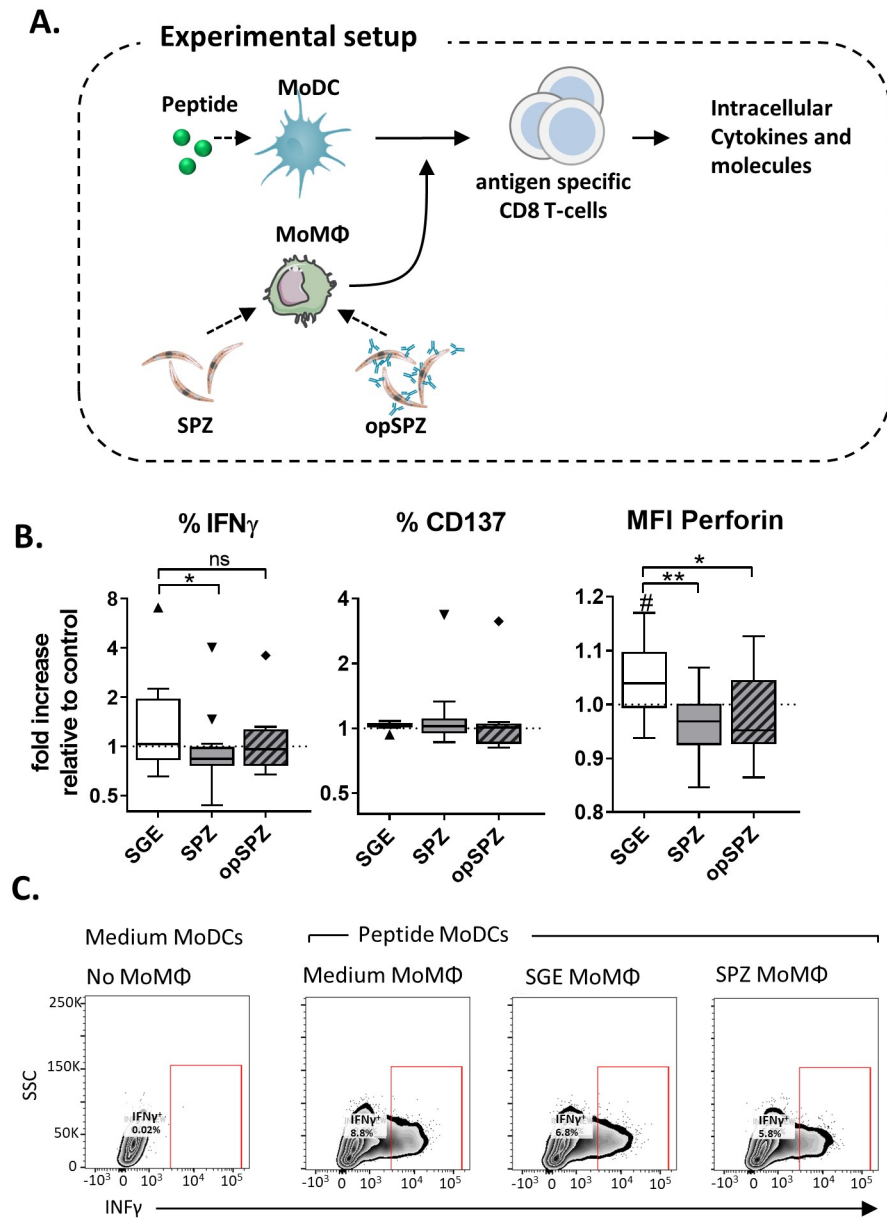 A.
Experimental setup
Peptide
MoDC
antigen specific
CD8 T-cells
Intracellular
Cytokines and
molecules
MoMΦ
SPZ
opSPZ
B.
% IFNγ
% CD137
MFI Perforin
fold increase
relative to control
ns
*
8
4
2
1
0.5
SGE
SPZ
opSPZ
4
2
1
0.5
SGE
SPZ
opSPZ
*
**
#
1.2
1.1
1.0
0.9
0.8
SGE
SPZ
opSPZ
C.
Medium MoDCs
Peptide MoDCs
No MoMΦ
Medium MoMΦ
SGE MoMΦ
SPZ MoMΦ
SSC
250K
150K
50K
0
IFNγ⁺
0.02%
IFNγ⁺
8.8%
IFNγ⁺
6.8%
IFNγ⁺
5.8%
-10³ 0 10³ 10⁴ 10⁵
-10³ 0 10³ 10⁴ 10⁵
-10³ 0 10³ 10⁴ 10⁵
-10³ 0 10³ 10⁴ 10⁵
INFγ